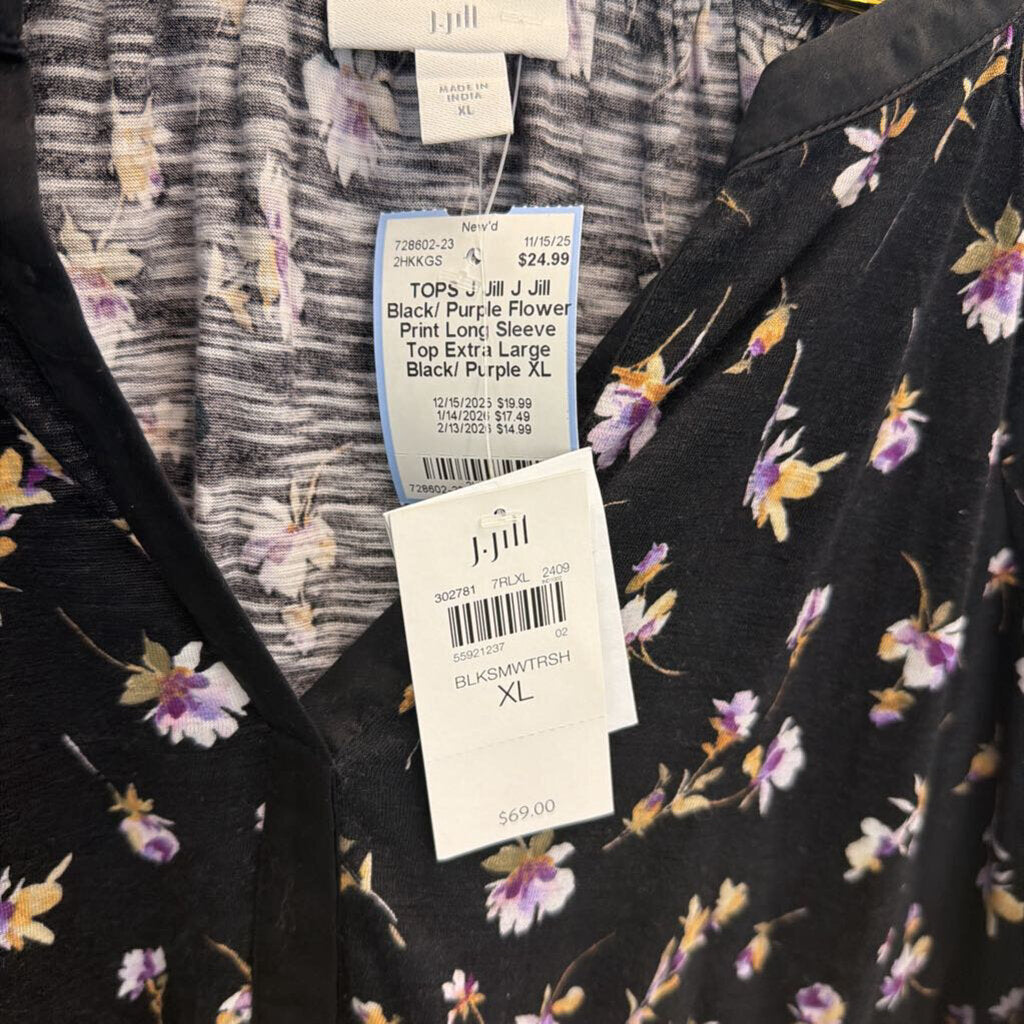 J.Jill
MADE IN
INDIA
XL
New'd
728602-23 11/15/25
2HKKGS $24.99
TOPS J Jill J Jill
Black/ Purple Flower
Print Long Sleeve
Top Extra Large
Black/ Purple XL
12/15/2025 $19.99
1/14/2026 $17.49
2/13/2026 $14.99
J.Jill
302781 7RLXL 2409
55921237 02
BLKSMWTRSH
XL
$69.00